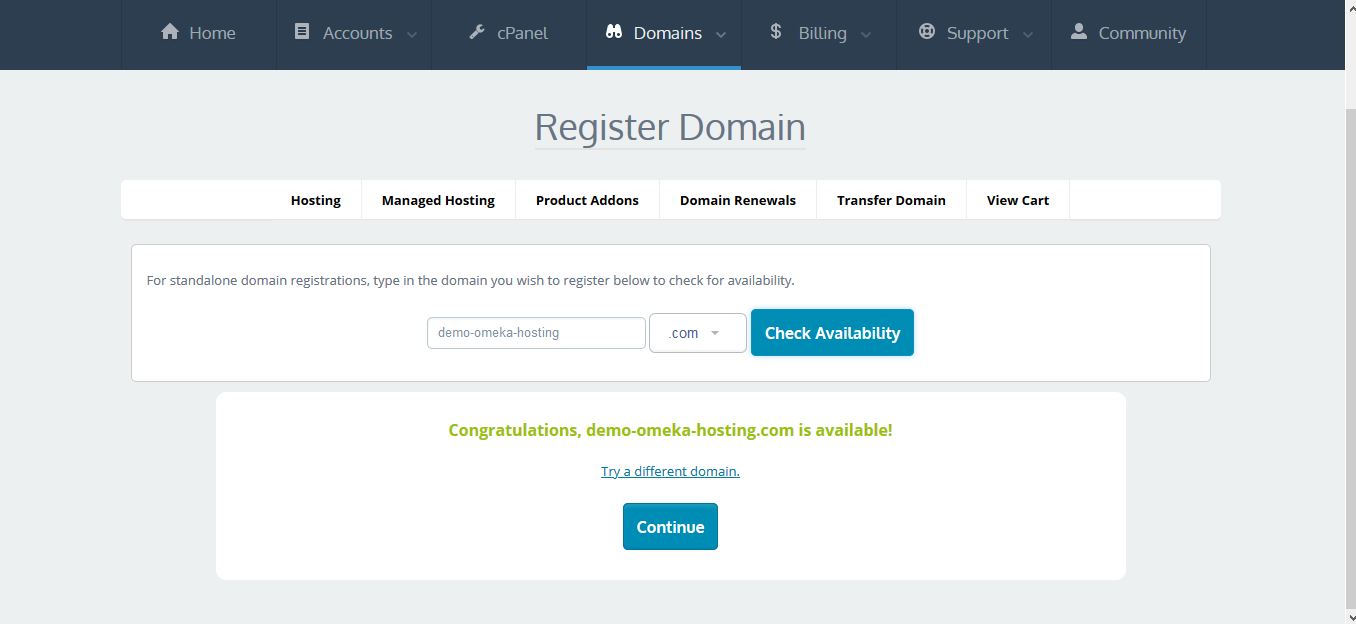 Home Accounts cPanel Domains Billing Support Community
Register Domain
Hosting Managed Hosting Product Addons Domain Renewals Transfer Domain View Cart
For standalone domain registrations, type in the domain you wish to register below to check for availability.
demo-omeka-hosting .com Check Availability
Congratulations, demo-omeka-hosting.com is available!
Try a different domain.
Continue